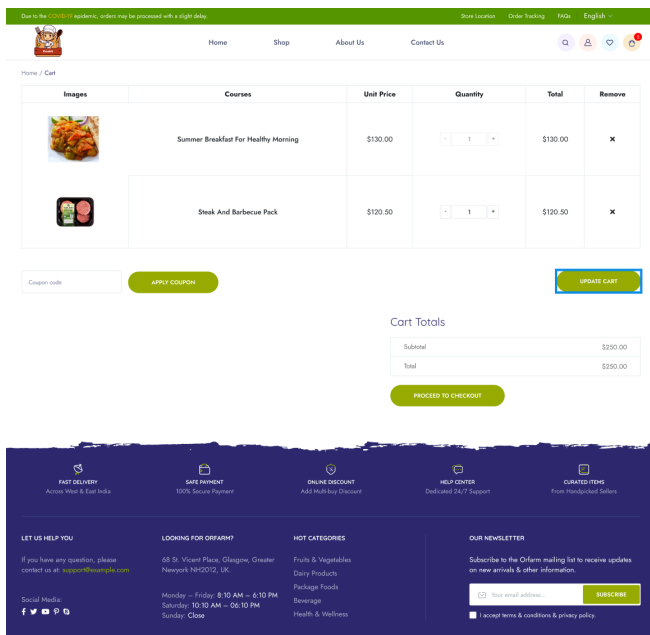 Due to the COVID-19 epidemic, orders may be processed with a slight delay.
Store Location Order Tracking FAQs English
Home Shop About Us Contact Us
Home / Cart
Images Courses Unit Price Quantity Total Remove
Summer Breakfast For Healthy Morning $130.00 - 1 + $130.00 ×
Steak And Barbecue Pack $120.50 - 1 + $120.50 ×
Coupon code APPLY COUPON UPDATE CART
Cart Totals
Subtotal $250.00
Total $250.00
PROCEED TO CHECKOUT
FAST DELIVERY
Across West & East India
SAFE PAYMENT
100% Secure Payment
ONLINE DISCOUNT
Add Multi-buy Discount
HELP CENTER
Dedicated 24/7 Support
CURATED ITEMS
From Handpicked Sellers
LET US HELP YOU
If you have any question, please
contact us at: support@example.com
Social Media:
LOOKING FOR ORFARM?
68 St. Vicent Place, Glasgow, Greater
Newyork NH2012, UK.
Monday – Friday: 8:10 AM – 6:10 PM
Saturday: 10:10 AM – 06:10 PM
Sunday: Close
HOT CATEGORIES
Fruits & Vegetables
Dairy Products
Package Foods
Beverage
Health & Wellness
OUR NEWSLETTER
Subscribe to the Orfarm mailing list to receive updates
on new arrivals & other information.
Your email address... SUBSCRIBE
I accept terms & conditions & privacy policy.